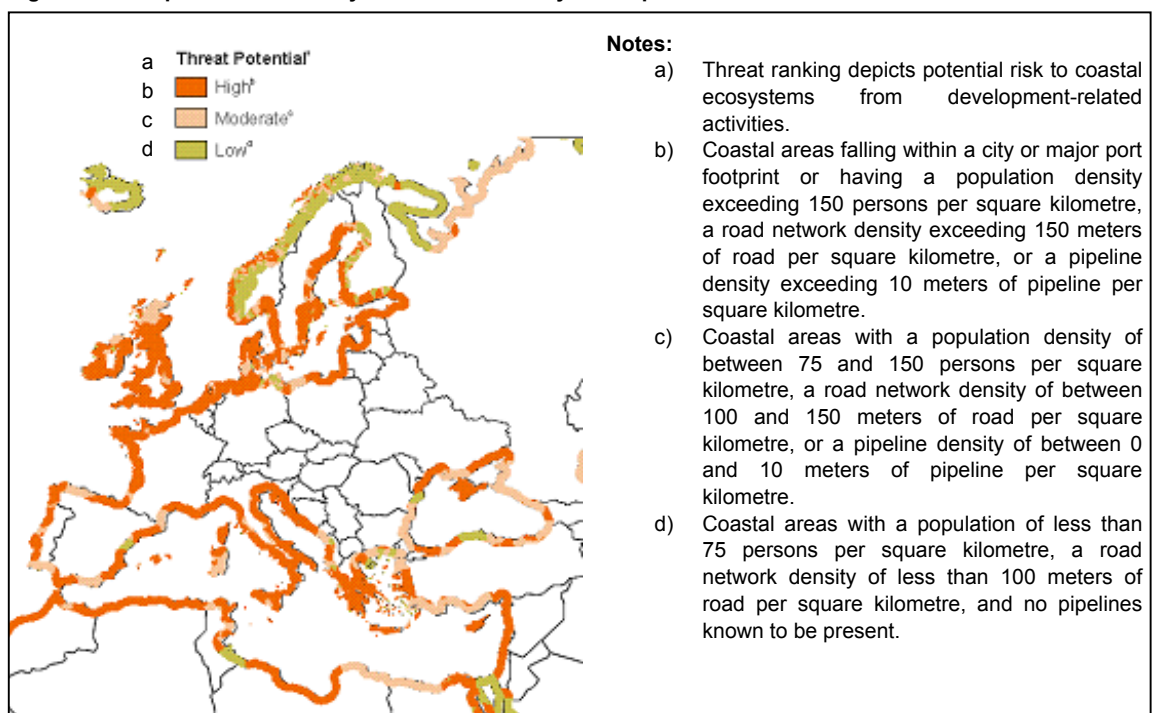 a Threat Potentialᵃ
b Highᵇ
c Moderateᶜ
d Lowᵈ
Notes:
a) Threat ranking depicts potential risk to coastal
ecosystems from development-related
activities.
b) Coastal areas falling within a city or major port
footprint or having a population density
exceeding 150 persons per square kilometre,
a road network density exceeding 150 meters
of road per square kilometre, or a pipeline
density exceeding 10 meters of pipeline per
square kilometre.
c) Coastal areas with a population density of
between 75 and 150 persons per square
kilometre, a road network density of between
100 and 150 meters of road per square
kilometre, or a pipeline density of between 0
and 10 meters of pipeline per square
kilometre.
d) Coastal areas with a population of less than
75 persons per square kilometre, a road
network density of less than 100 meters of
road per square kilometre, and no pipelines
known to be present.